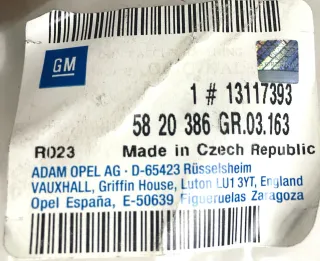 GM
1 # 13117393
58 20 386 GR.03.163
R023 Made in Czech Republic
ADAM OPEL AG · D-65423 Rüsselsheim
VAUXHALL, Griffin House, Luton LU1 3YT, England
Opel España, E-50639 Figueruelas Zaragoza